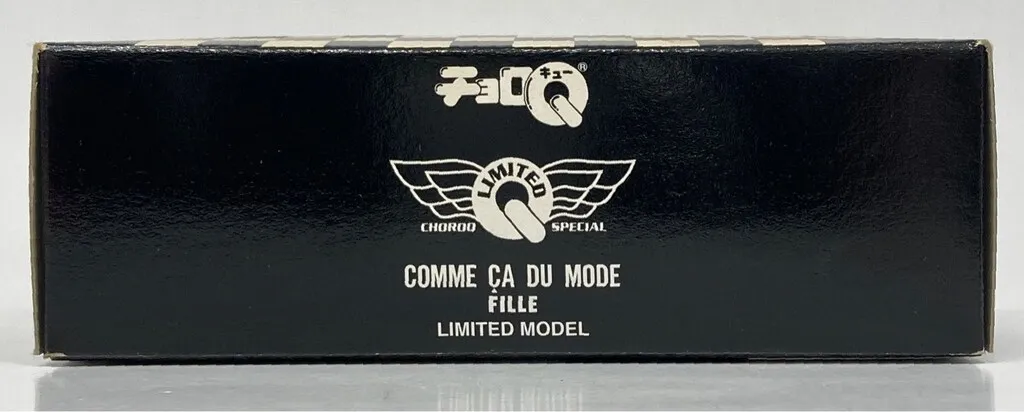 チョロQ キュー ®
LIMITED
CHOROQ SPECIAL
COMME ÇA DU MODE
FILLE
LIMITED MODEL